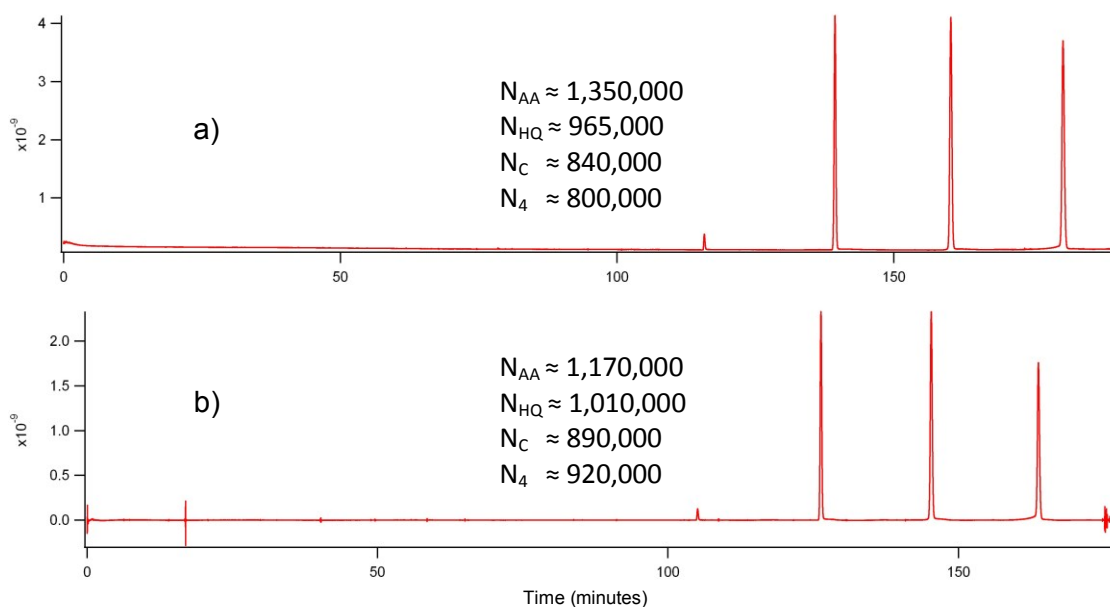 4
3
2
1
x10⁻⁹
a)
N_AA ≈ 1,350,000
N_HQ ≈ 965,000
N_C ≈ 840,000
N_4 ≈ 800,000
0 50 100 150
2.0
1.5
1.0
0.5
0.0
x10⁻⁹
b)
N_AA ≈ 1,170,000
N_HQ ≈ 1,010,000
N_C ≈ 890,000
N_4 ≈ 920,000
0 50 100 150
Time (minutes)